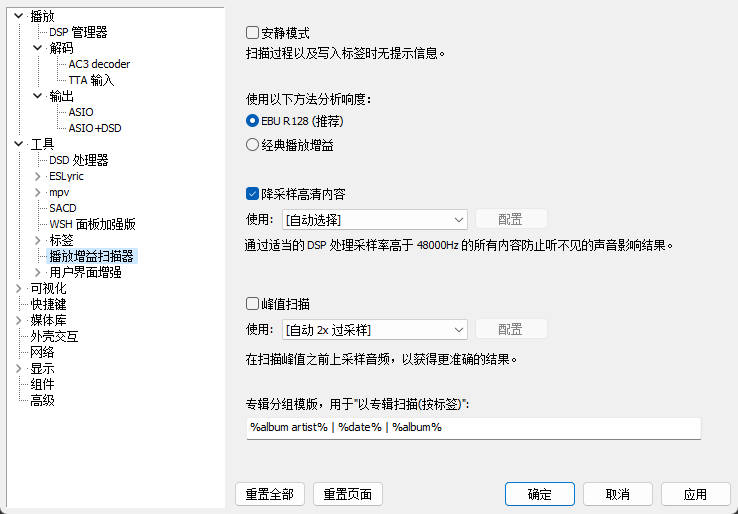 播放
DSP 管理器
解码
AC3 decoder
TTA 输入
输出
ASIO
ASIO+DSD
工具
DSD 处理器
ESLyric
mpv
SACD
WSH 面板加强版
标签
播放增益扫描器
用户界面增强
可视化
快捷键
媒体库
外壳交互
网络
显示
组件
高级
安静模式
扫描过程以及写入标签时无提示信息。
使用以下方法分析响度：
EBU R128 (推荐)
经典播放增益
降采样高清内容
使用： [自动选择] 配置
通过适当的 DSP 处理采样率高于 48000Hz 的所有内容防止听不见的声音影响结果。
峰值扫描
使用： [自动 2x 过采样] 配置
在扫描峰值之前上采样音频，以获得更准确的结果。
专辑分组模版，用于"以专辑扫描(按标签)"：
%album artist% | %date% | %album%
重置全部 重置页面 确定 取消 应用